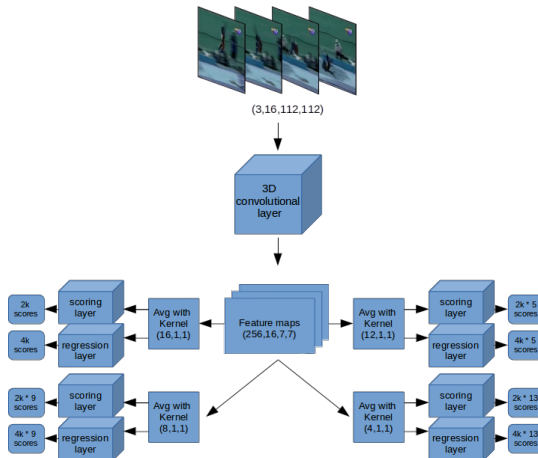 (3,16,112,112)
3D
convolutional
layer
Feature maps
(256,16,7,7)
2k
scores
scoring
layer
Avg with
Kernel
(16,1,1)
4k
scores
regression
layer
Avg with
Kernel
(12,1,1)
scoring
layer
2k * 5
scores
regression
layer
4k * 5
scores
2k * 9
scores
scoring
layer
Avg with
Kernel
(8,1,1)
4k * 9
scores
regression
layer
Avg with
Kernel
(4,1,1)
scoring
layer
2k * 13
scores
regression
layer
4k * 13
scores